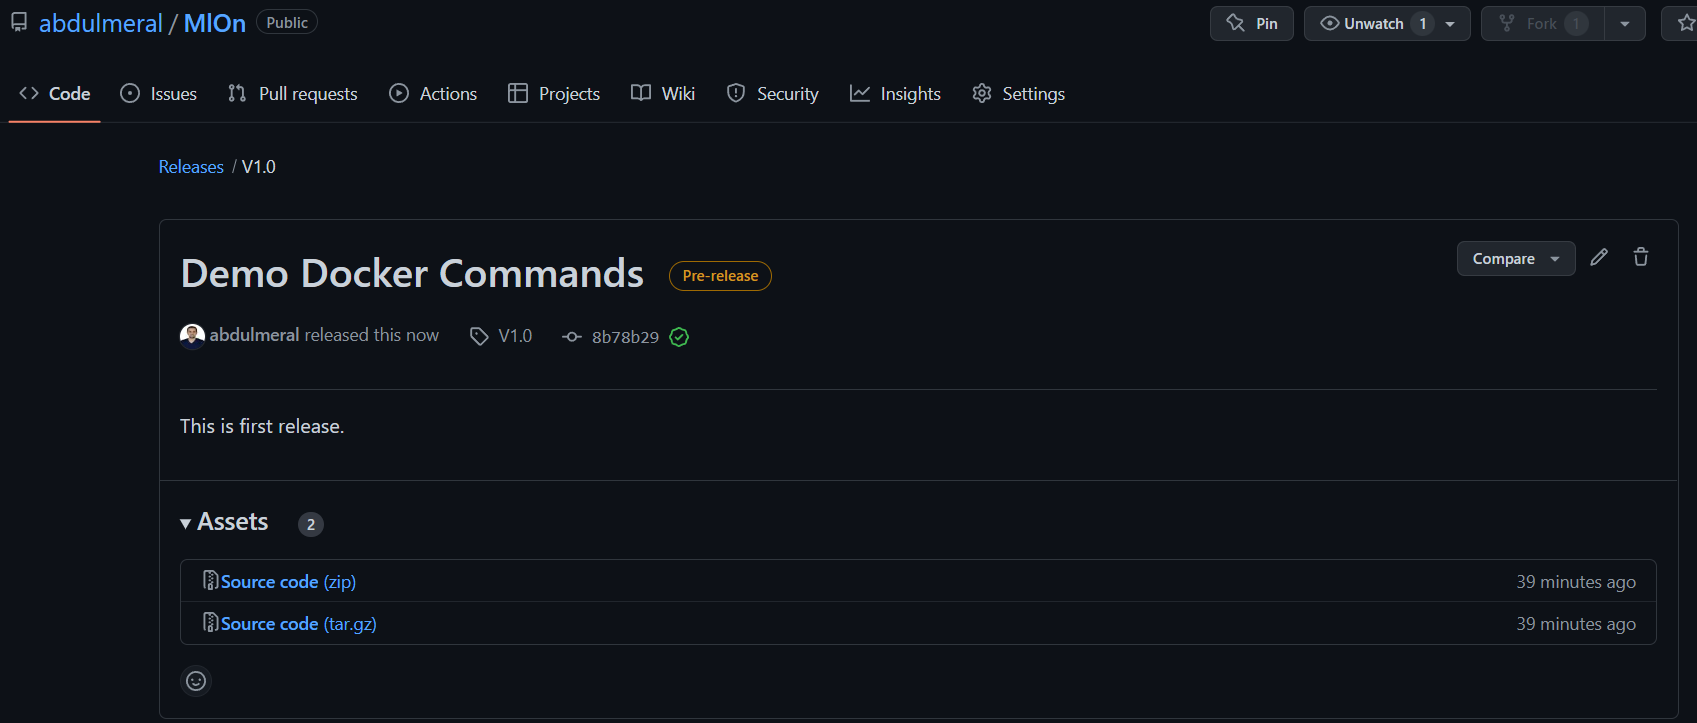 abdulmeral / MlOn Public
Pin Unwatch 1 Fork 1
Code Issues Pull requests Actions Projects Wiki Security Insights Settings
Releases / V1.0
Demo Docker Commands Pre-release
Compare
abdulmeral released this now V1.0 8b78b29
This is first release.
Assets 2
Source code (zip) 39 minutes ago
Source code (tar.gz) 39 minutes ago